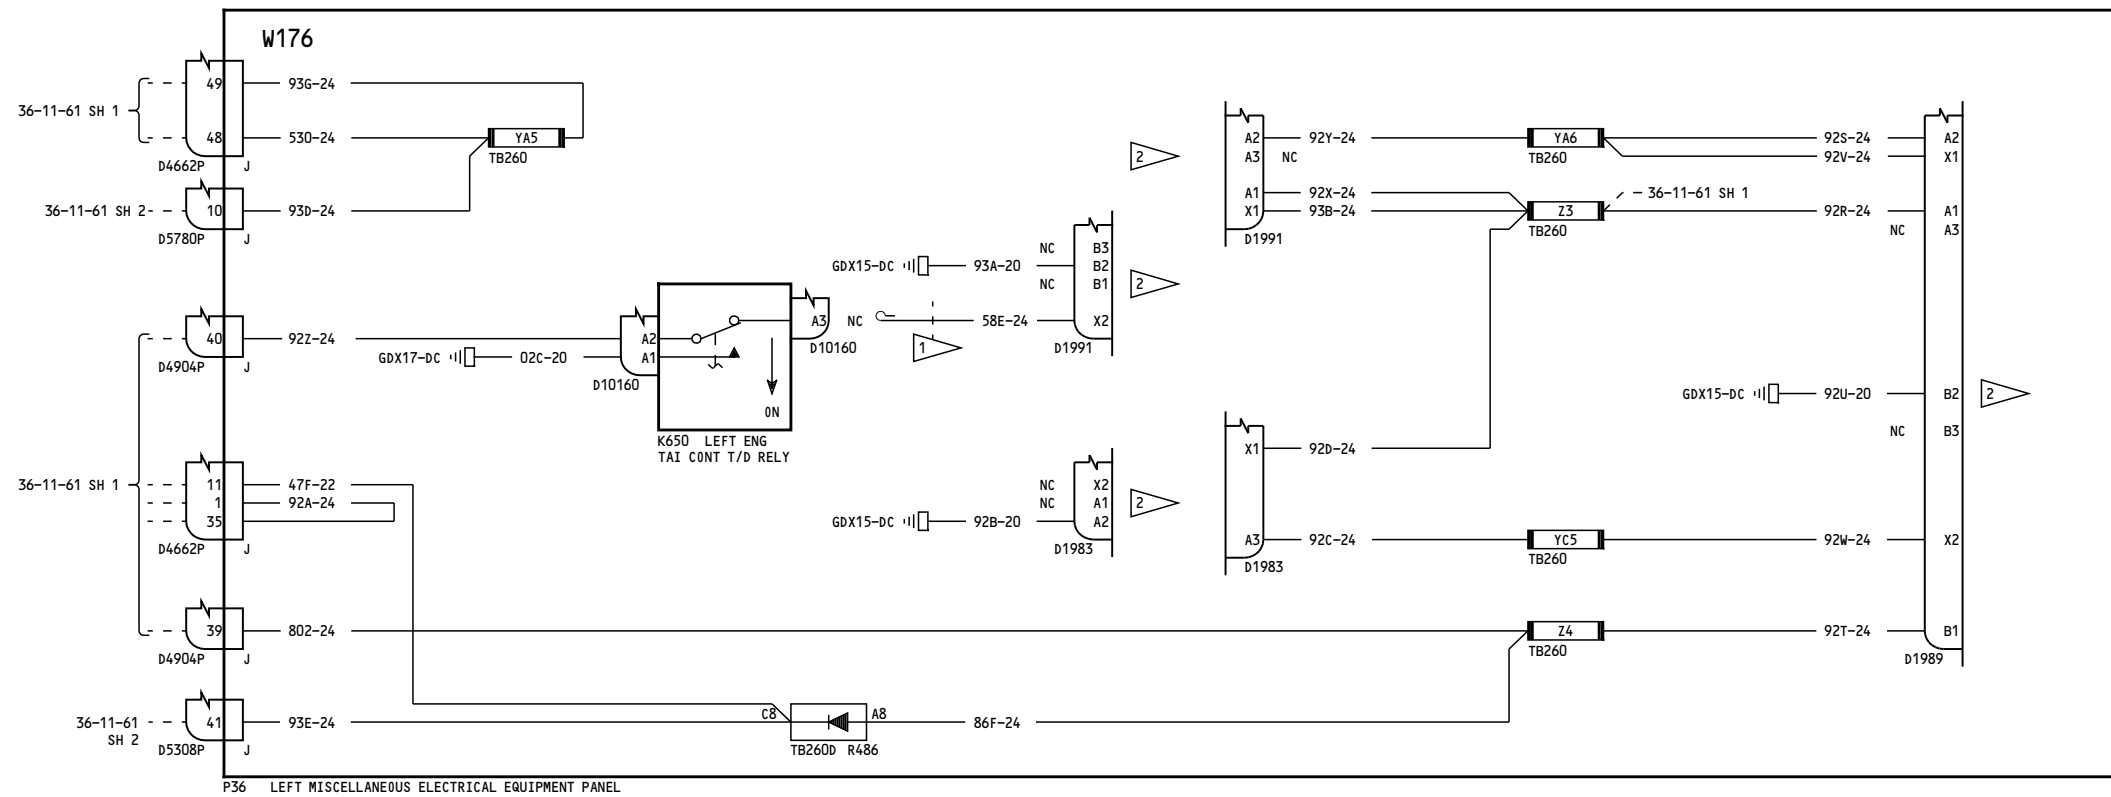 W176
49 93G-24
36-11-61 SH 1
48 530-24 YA5
D4662P J TB260
36-11-61 SH 2 10 93D-24
D5780P J
2
A2 92Y-24 YA6 92S-24 A2
A3 NC TB260 92V-24 X1
A1 92X-24 36-11-61 SH 1
X1 93B-24 Z3 92R-24 A1
D1991 TB260 NC A3
NC B3
GDX15-DC 93A-20 B2
NC B1 2
A3 NC 58E-24 X2
D10160 1 D1991
40 92Z-24 A2
D4904P J GDX17-DC 02C-20 A1
D10160
ON
K650 LEFT ENG
TAI CONT T/D RELY
GDX15-DC 92U-20 B2 2
NC B3
X1 92D-24
36-11-61 SH 1 11 47F-22
1 92A-24
35
D4662P J
NC X2
NC A1 2
GDX15-DC 92B-20 A2
D1983
A3 92C-24 YC5 92W-24 X2
D1983 TB260
39 802-24 Z4 92T-24 B1
D4904P J TB260 D1989
36-11-61 41 93E-24 C8 A8 86F-24
SH 2
D5308P J TB260D R486
P36 LEFT MISCELLANEOUS ELECTRICAL EQUIPMENT PANEL